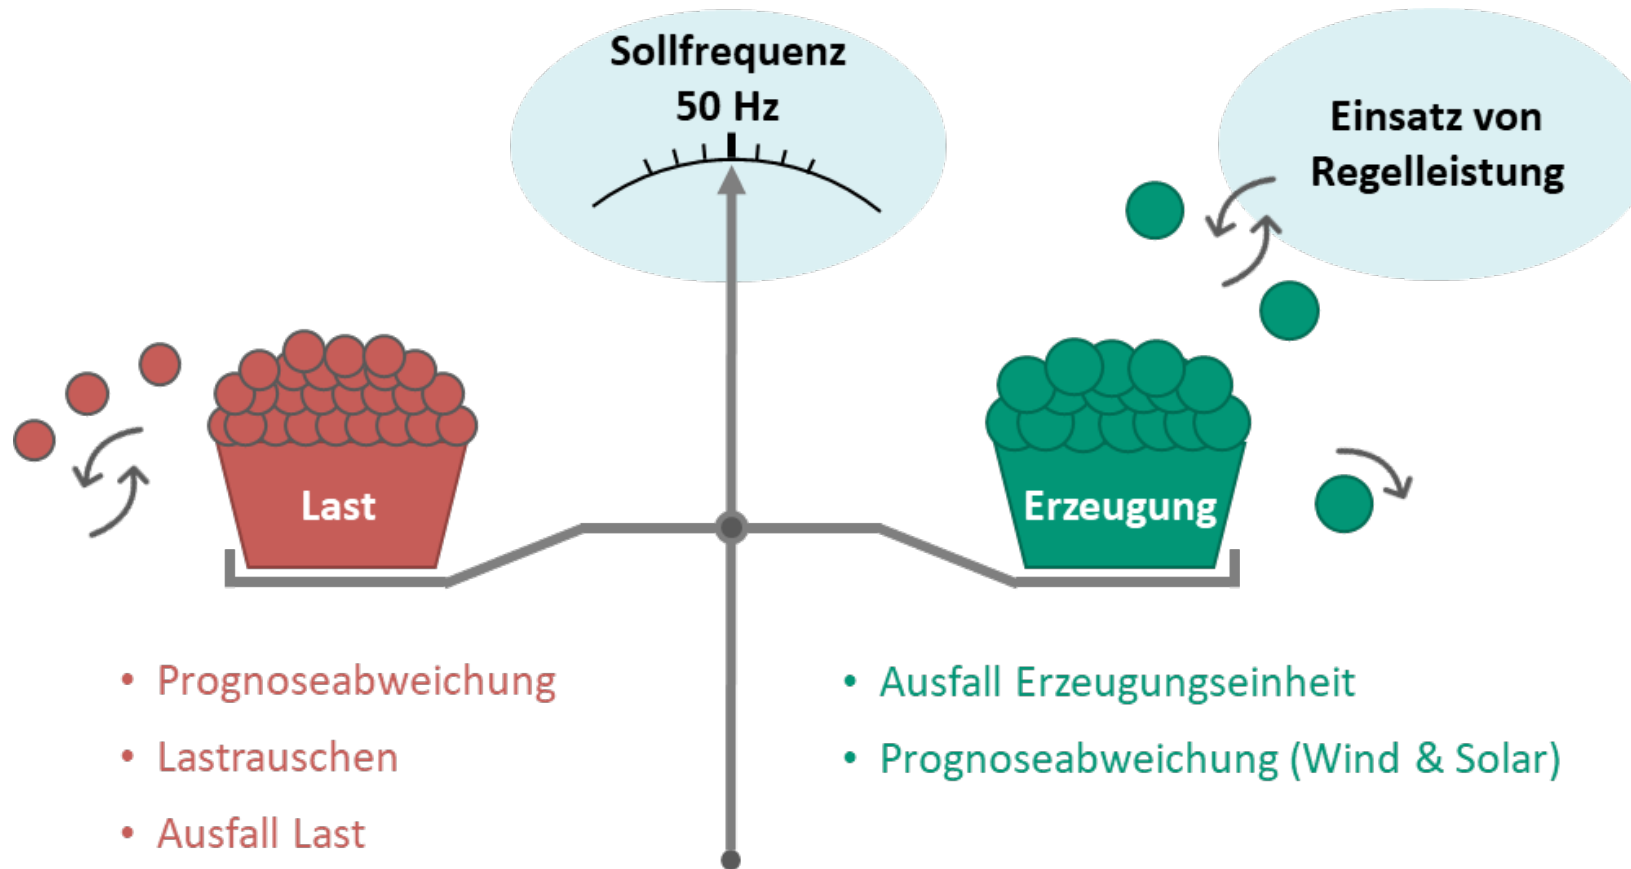 Sollfrequenz
50 Hz
Einsatz von
Regelleistung
Last
Erzeugung
• Prognoseabweichung
• Lastrauschen
• Ausfall Last
• Ausfall Erzeugungseinheit
• Prognoseabweichung (Wind & Solar)